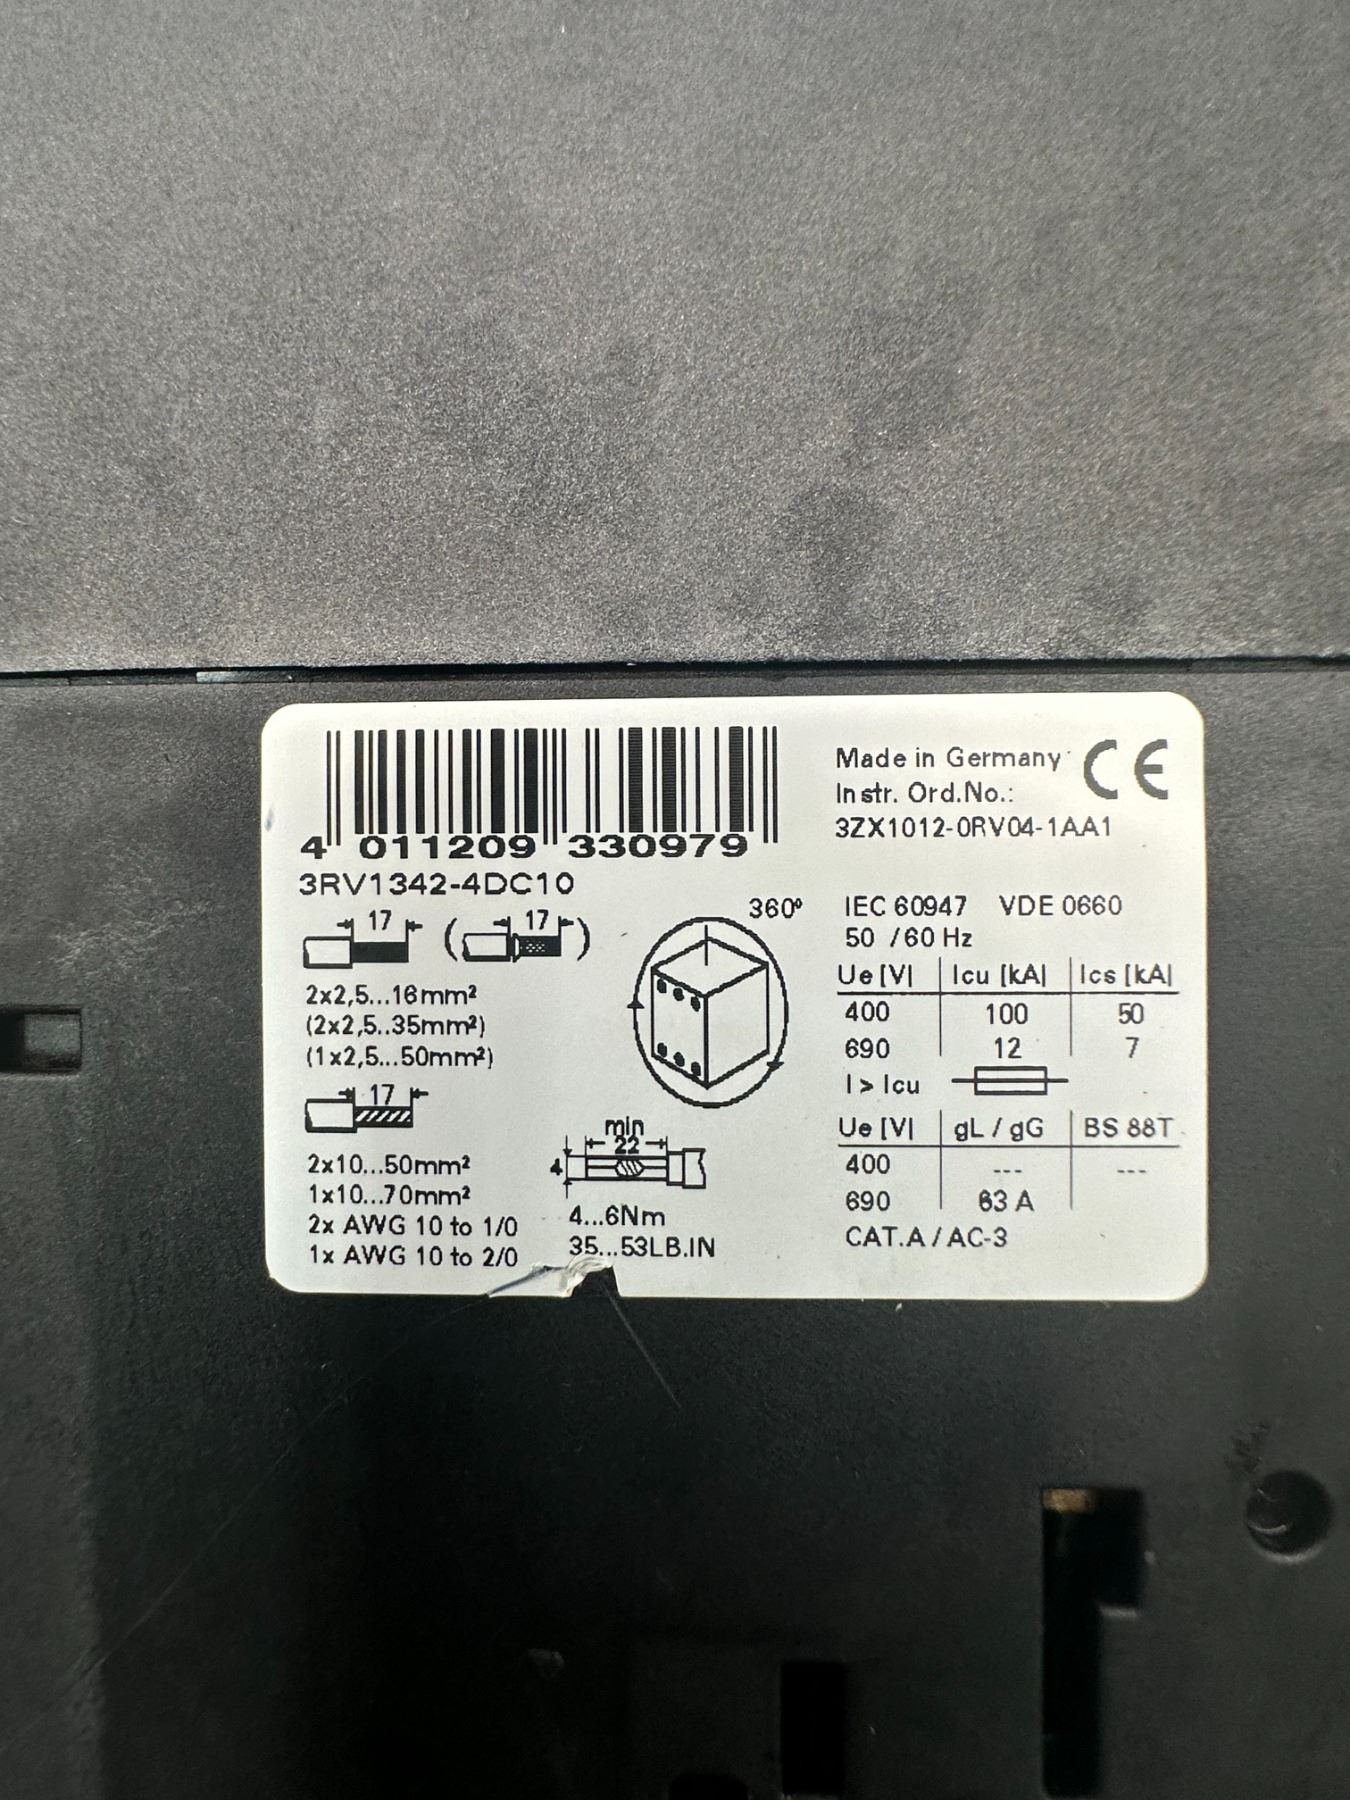 4 011209 330979
3RV1342-4DC10
17 ( 17 )
2x2,5...16mm²
(2x2,5..35mm²)
(1x2,5...50mm²)
17
2x10...50mm²
1x10...70mm²
2x AWG 10 to 1/0
1x AWG 10 to 2/0
360°
min
22
4
4...6Nm
35...53LB.IN
Made in Germany CE
Instr. Ord.No.:
3ZX1012-0RV04-1AA1
IEC 60947 VDE 0660
50 /60 Hz
Ue [V] Icu [kA] Ics [kA]
400 100 50
690 12 7
I > Icu
Ue [V] gL / gG BS 88T
400 --- ---
690 63 A
CAT.A / AC-3